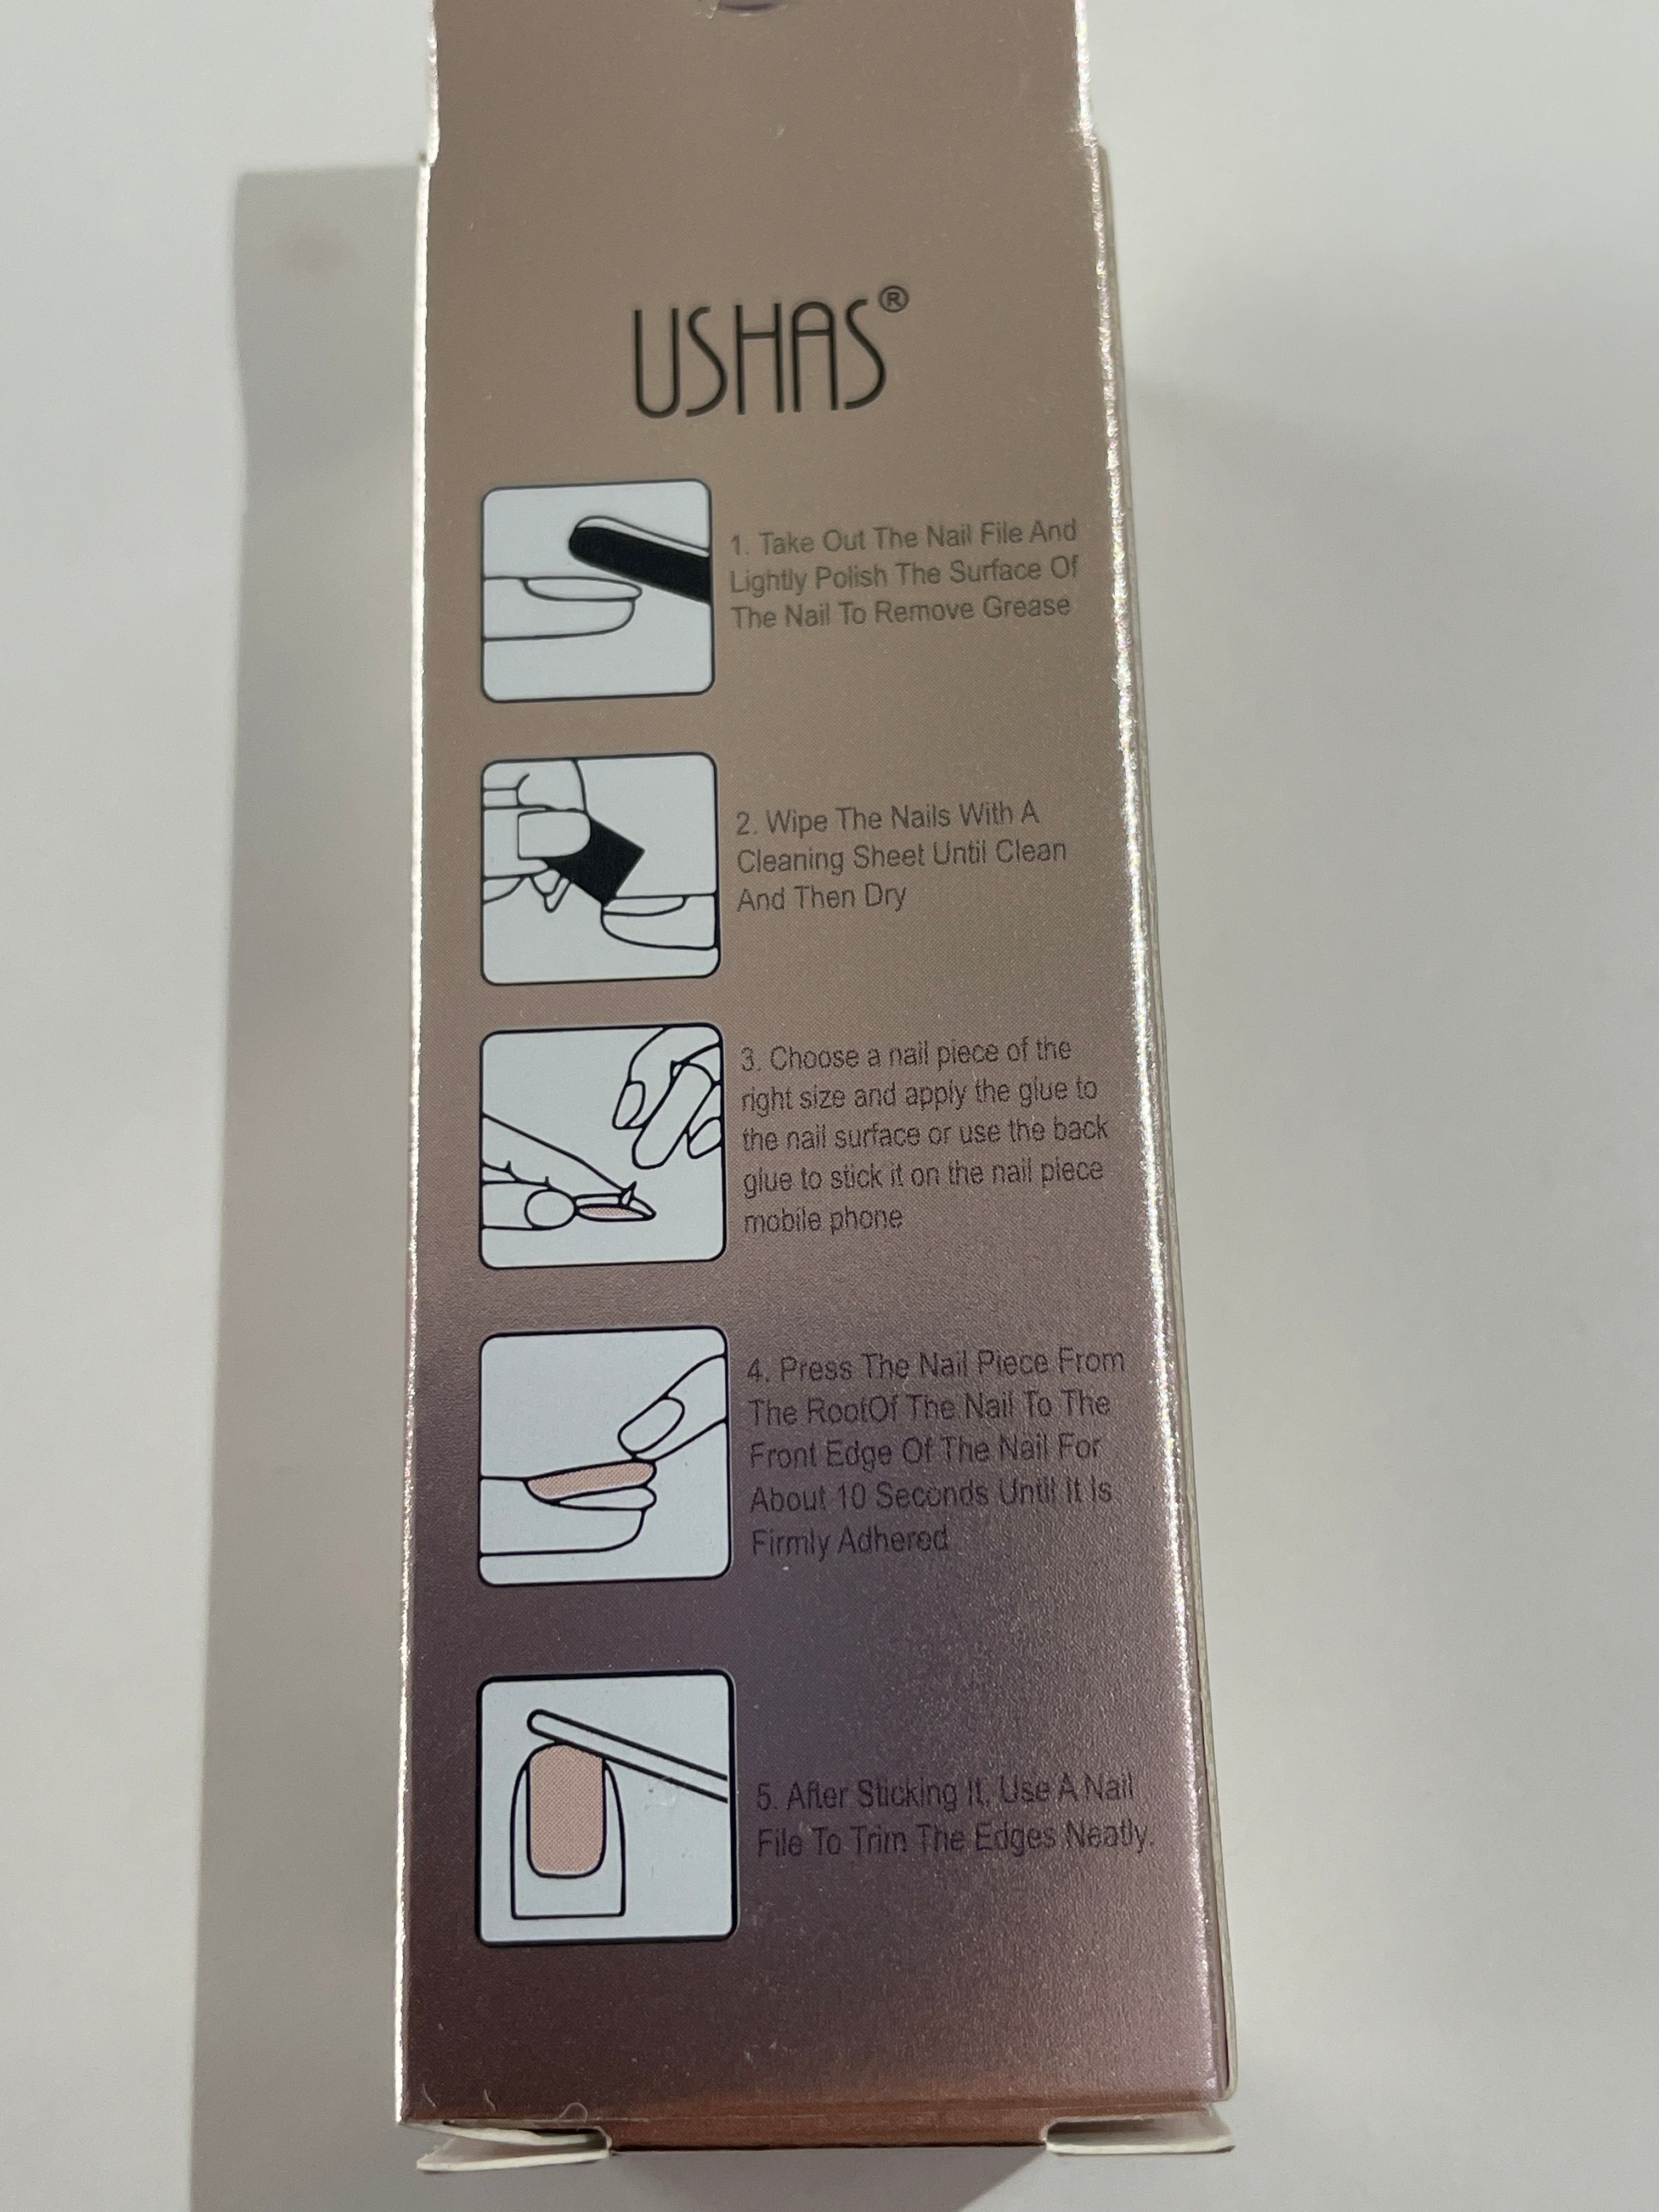 USHAS®
1. Take Out The Nail File And
Lightly Polish The Surface Of
The Nail To Remove Grease
2. Wipe The Nails With A
Cleaning Sheet Until Clean
And Then Dry
3. Choose a nail piece of the
right size and apply the glue to
the nail surface or use the back
glue to stick it on the nail piece
mobile phone
4. Press The Nail Piece From
The RootOf The Nail To The
Front Edge Of The Nail For
About 10 Seconds Until It Is
Firmly Adhered
5. After Sticking It, Use A Nail
File To Trim The Edges Neatly.